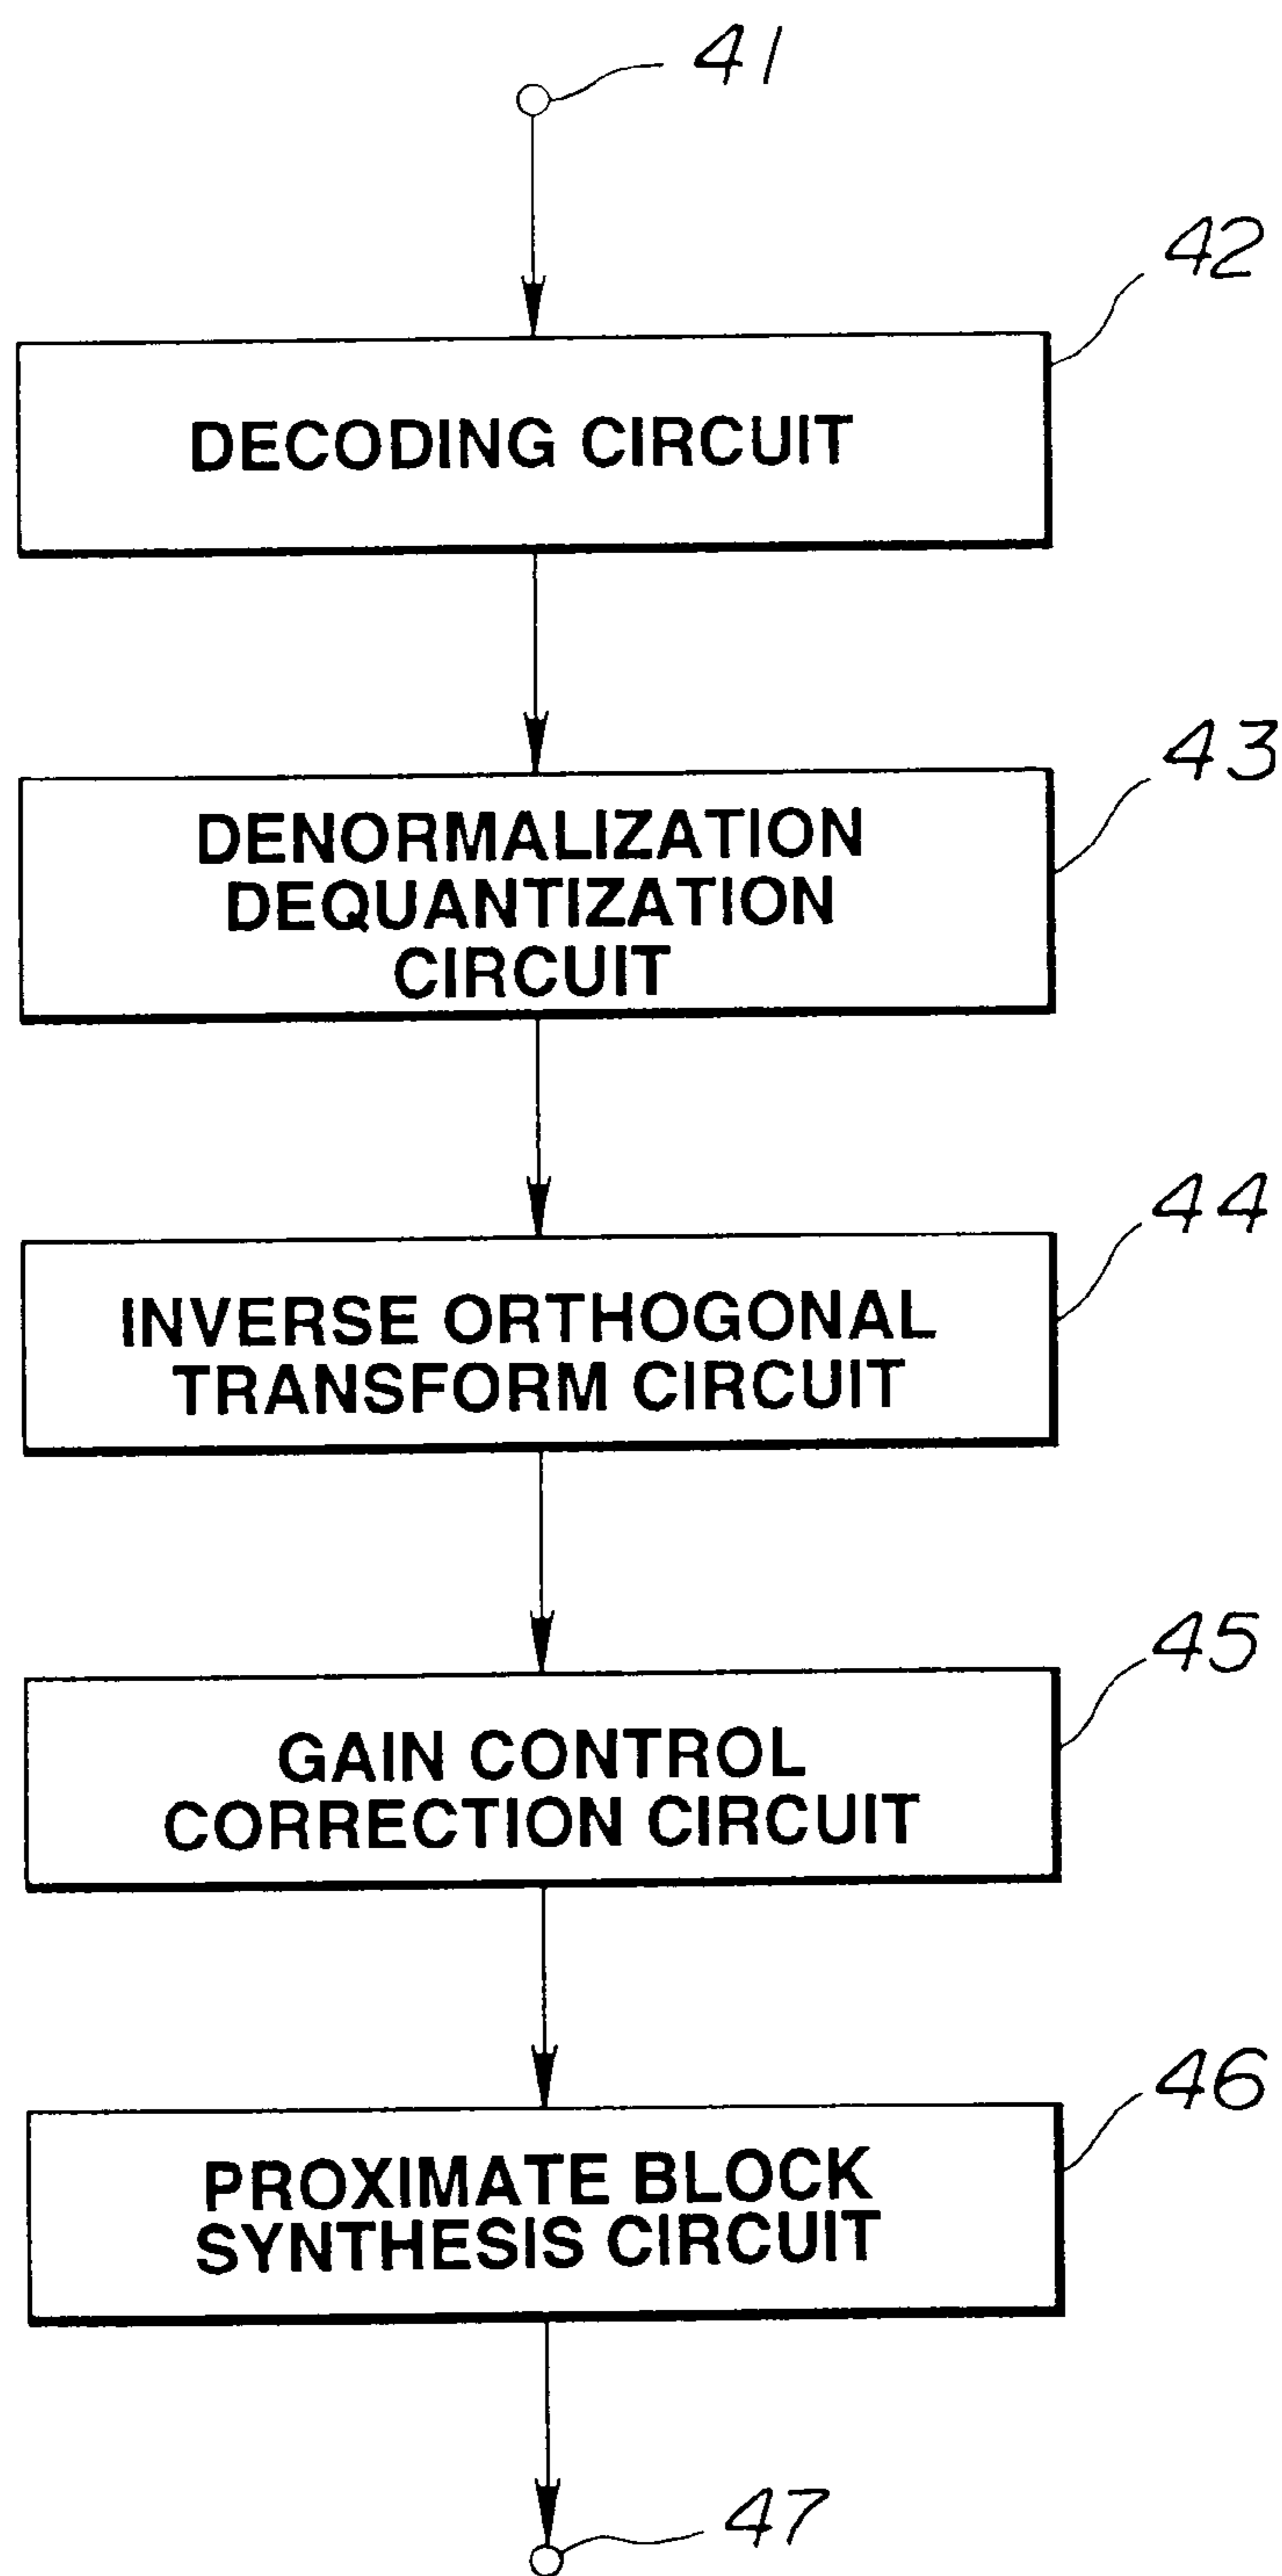 41
42
DECODING CIRCUIT
43
DENORMALIZATION
DEQUANTIZATION
CIRCUIT
44
INVERSE ORTHOGONAL
TRANSFORM CIRCUIT
45
GAIN CONTROL
CORRECTION CIRCUIT
46
PROXIMATE BLOCK
SYNTHESIS CIRCUIT
47